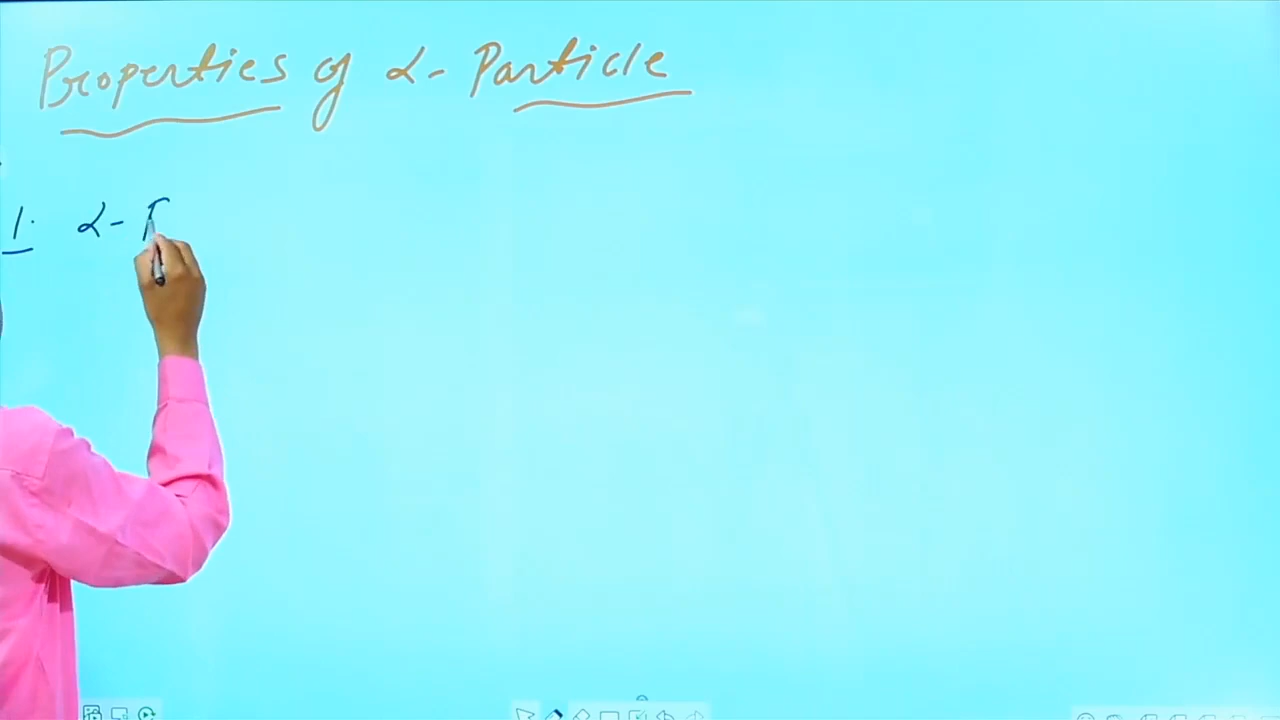 Properties of α- Particle
1. α- P